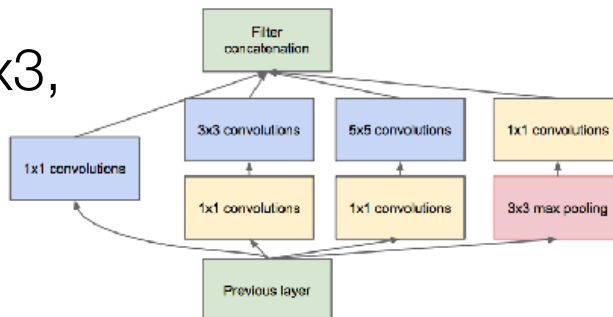 x3,
Filter
concatenation
3x3 convolutions
5x5 convolutions
1x1 convolutions
1x1 convolutions
1x1 convolutions
1x1 convolutions
3x3 max pooling
Previous layer